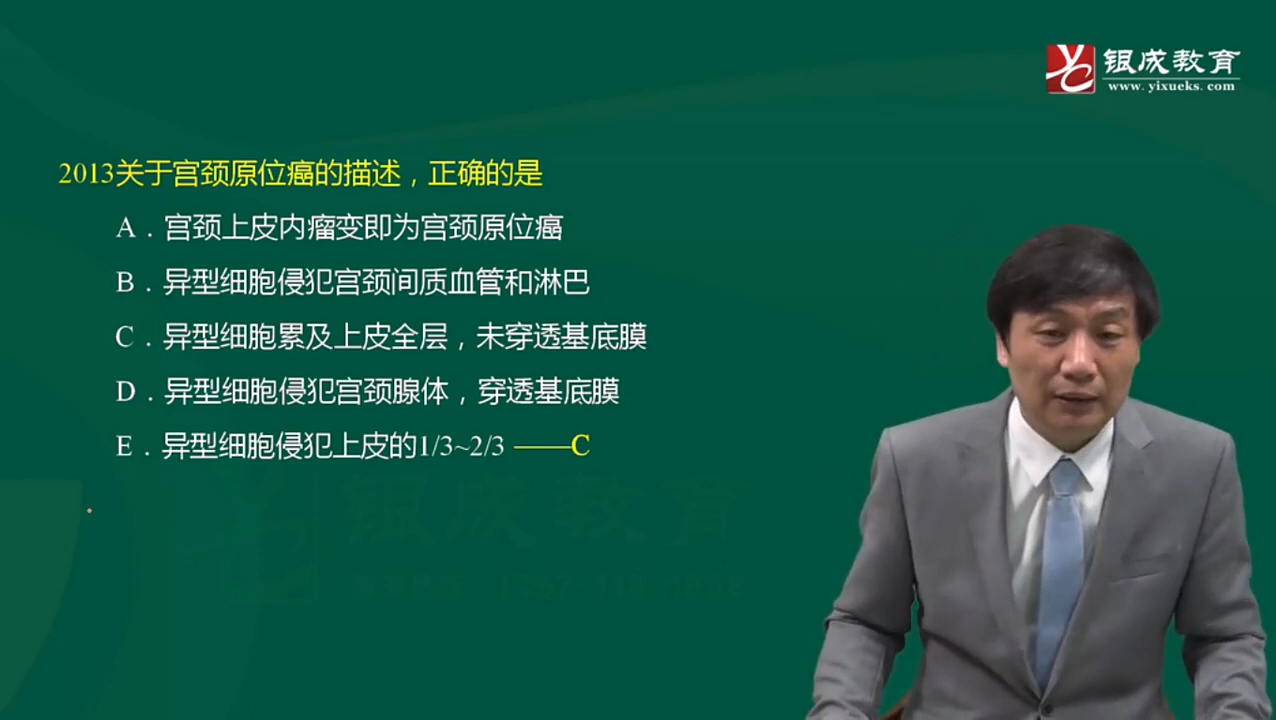 银成教育
www.yixueks.com
2013关于宫颈原位癌的描述，正确的是
A．宫颈上皮内瘤变即为宫颈原位癌
B．异型细胞侵犯宫颈间质血管和淋巴
C．异型细胞累及上皮全层，未穿透基底膜
D．异型细胞侵犯宫颈腺体，穿透基底膜
E．异型细胞侵犯上皮的1/3~2/3 ——C
银成教育